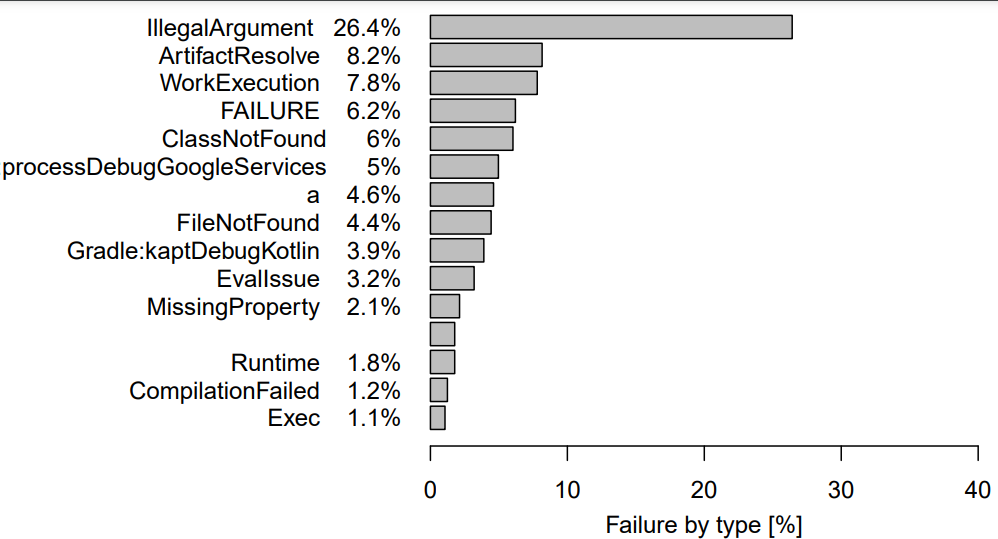 IllegalArgument 26.4%
ArtifactResolve 8.2%
WorkExecution 7.8%
FAILURE 6.2%
ClassNotFound 6%
:processDebugGoogleServices 5%
a 4.6%
FileNotFound 4.4%
Gradle:kaptDebugKotlin 3.9%
EvalIssue 3.2%
MissingProperty 2.1%
Runtime 1.8%
CompilationFailed 1.2%
Exec 1.1%
0 10 20 30 40
Failure by type [%]